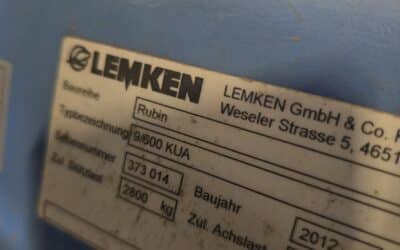 LEMKEN
LEMKEN GmbH & Co.
Weseler Strasse 5, 4651
Baureihe Rubin
Typbezeichnung 9/600 KUA
Seriennummer 373 014 Baujahr 2012
Zul. Stützlast 2800 kg Zul. Achslast